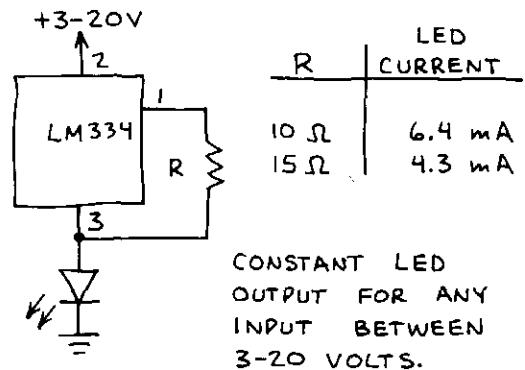 +3-20V
2
1
LM334
R
3
R LED CURRENT
10 Ω 6.4 mA
15 Ω 4.3 mA
CONSTANT LED
OUTPUT FOR ANY
INPUT BETWEEN
3-20 VOLTS.